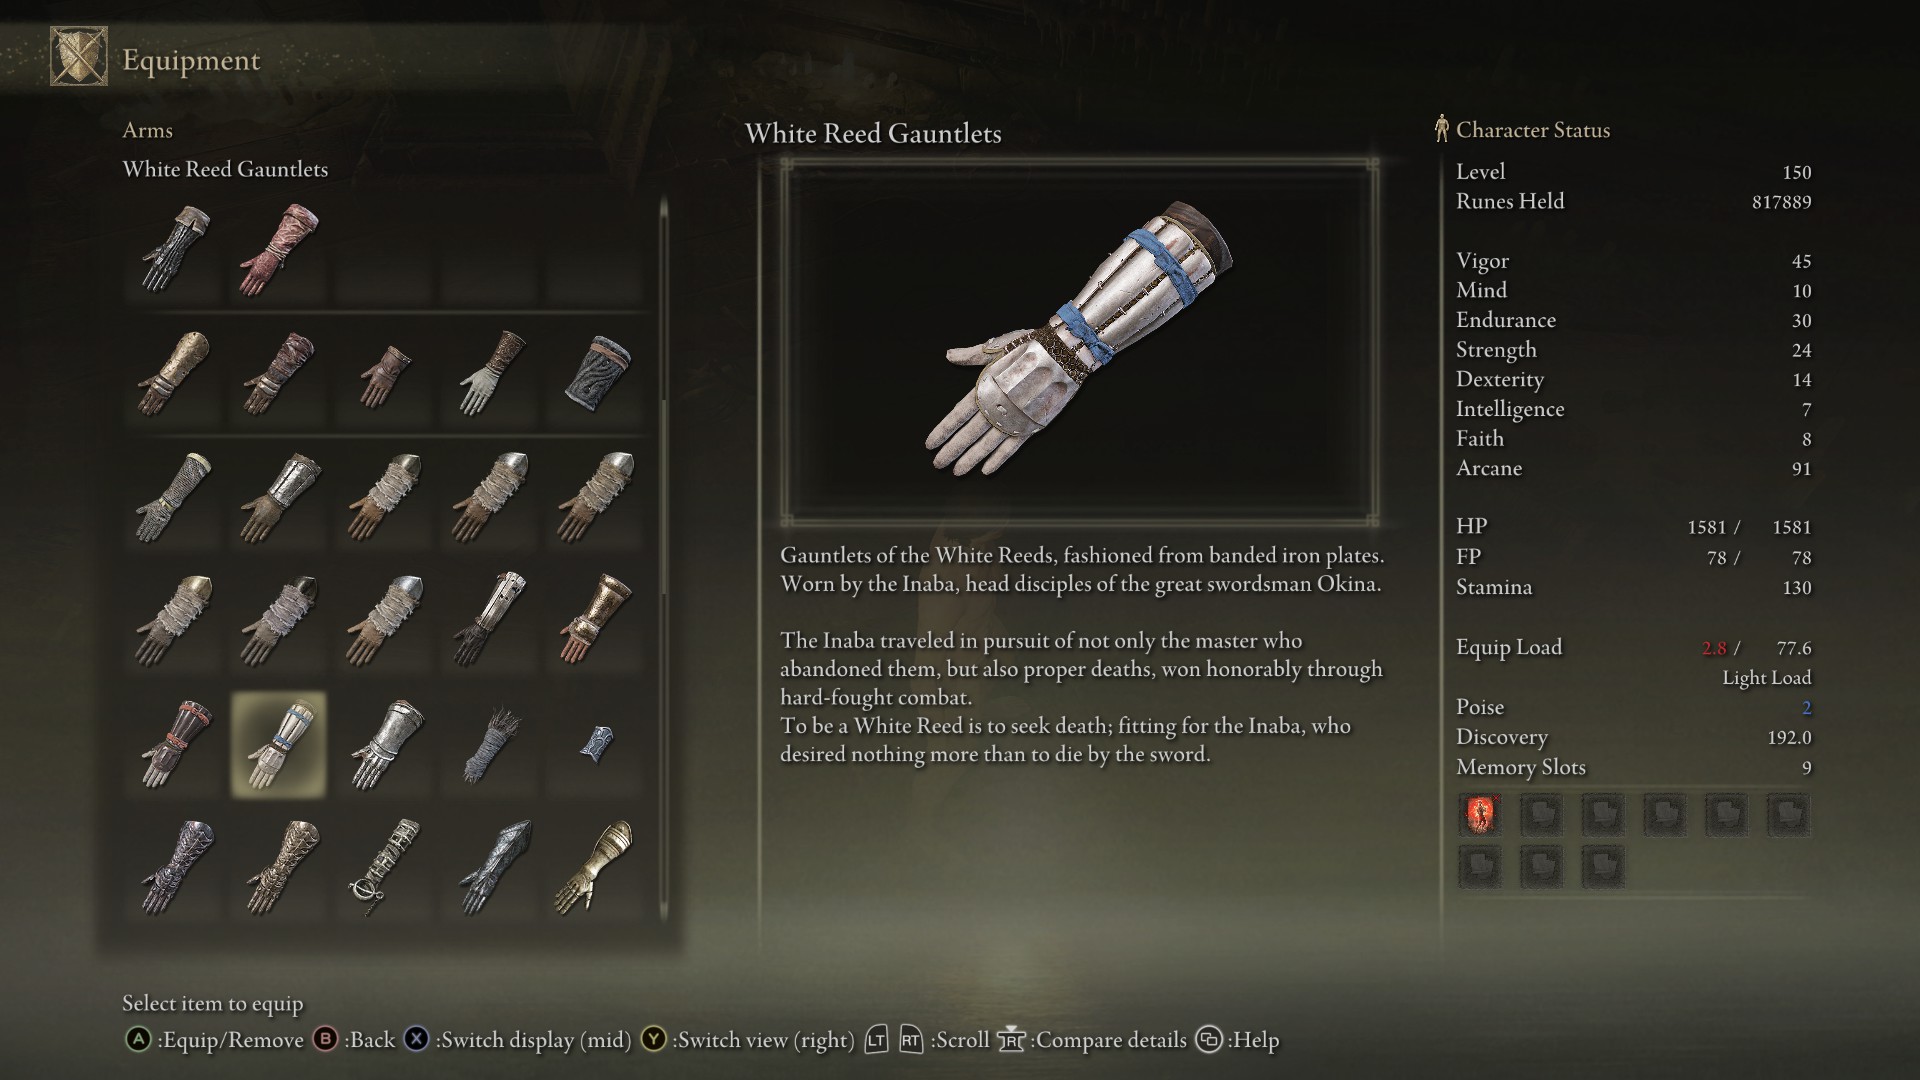 Equipment
Arms
White Reed Gauntlets
White Reed Gauntlets
Gauntlets of the White Reeds, fashioned from banded iron plates.
Worn by the Inaba, head disciples of the great swordsman Okina.
The Inaba traveled in pursuit of not only the master who
abandoned them, but also proper deaths, won honorably through
hard-fought combat.
To be a White Reed is to seek death; fitting for the Inaba, who
desired nothing more than to die by the sword.
Character Status
Level 150
Runes Held 817889
Vigor 45
Mind 10
Endurance 30
Strength 24
Dexterity 14
Intelligence 7
Faith 8
Arcane 91
HP 1581 / 1581
FP 78 / 78
Stamina 130
Equip Load 2.8 / 77.6
Light Load
Poise 2
Discovery 192.0
Memory Slots 9
Select item to equip
A :Equip/Remove B :Back X :Switch display (mid) Y :Switch view (right) LT RT :Scroll R :Compare details :Help